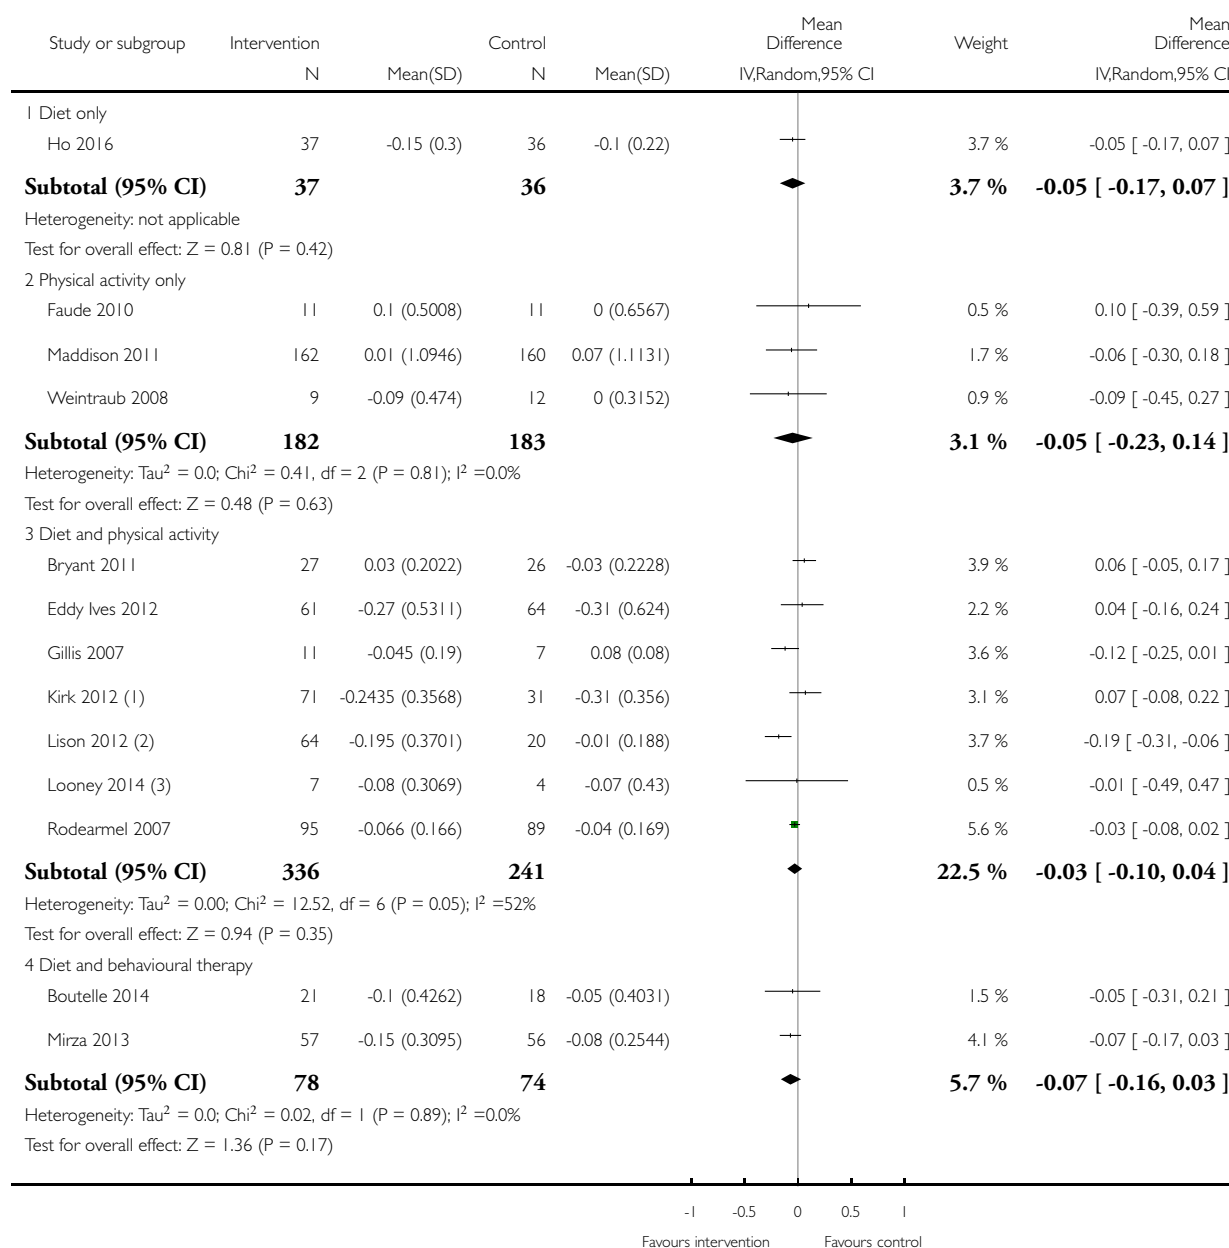 Mean Mean
Study or subgroup Intervention Control Difference Weight Difference
N Mean(SD) N Mean(SD) IV,Random,95% CI IV,Random,95% CI
1 Diet only
Ho 2016 37 -0.15 (0.3) 36 -0.1 (0.22) 3.7 % -0.05 [ -0.17, 0.07 ]
Subtotal (95% CI) 37 36 3.7 % -0.05 [ -0.17, 0.07 ]
Heterogeneity: not applicable
Test for overall effect: Z = 0.81 (P = 0.42)
2 Physical activity only
Faude 2010 11 0.1 (0.5008) 11 0 (0.6567) 0.5 % 0.10 [ -0.39, 0.59 ]
Maddison 2011 162 0.01 (1.0946) 160 0.07 (1.1131) 1.7 % -0.06 [ -0.30, 0.18 ]
Weintraub 2008 9 -0.09 (0.474) 12 0 (0.3152) 0.9 % -0.09 [ -0.45, 0.27 ]
Subtotal (95% CI) 182 183 3.1 % -0.05 [ -0.23, 0.14 ]
Heterogeneity: Tau² = 0.0; Chi² = 0.41, df = 2 (P = 0.81); I² =0.0%
Test for overall effect: Z = 0.48 (P = 0.63)
3 Diet and physical activity
Bryant 2011 27 0.03 (0.2022) 26 -0.03 (0.2228) 3.9 % 0.06 [ -0.05, 0.17 ]
Eddy Ives 2012 61 -0.27 (0.5311) 64 -0.31 (0.624) 2.2 % 0.04 [ -0.16, 0.24 ]
Gillis 2007 11 -0.045 (0.19) 7 0.08 (0.08) 3.6 % -0.12 [ -0.25, 0.01 ]
Kirk 2012 (1) 71 -0.2435 (0.3568) 31 -0.31 (0.356) 3.1 % 0.07 [ -0.08, 0.22 ]
Lison 2012 (2) 64 -0.195 (0.3701) 20 -0.01 (0.188) 3.7 % -0.19 [ -0.31, -0.06 ]
Looney 2014 (3) 7 -0.08 (0.3069) 4 -0.07 (0.43) 0.5 % -0.01 [ -0.49, 0.47 ]
Rodearmel 2007 95 -0.066 (0.166) 89 -0.04 (0.169) 5.6 % -0.03 [ -0.08, 0.02 ]
Subtotal (95% CI) 336 241 22.5 % -0.03 [ -0.10, 0.04 ]
Heterogeneity: Tau² = 0.00; Chi² = 12.52, df = 6 (P = 0.05); I² =52%
Test for overall effect: Z = 0.94 (P = 0.35)
4 Diet and behavioural therapy
Boutelle 2014 21 -0.1 (0.4262) 18 -0.05 (0.4031) 1.5 % -0.05 [ -0.31, 0.21 ]
Mirza 2013 57 -0.15 (0.3095) 56 -0.08 (0.2544) 4.1 % -0.07 [ -0.17, 0.03 ]
Subtotal (95% CI) 78 74 5.7 % -0.07 [ -0.16, 0.03 ]
Heterogeneity: Tau² = 0.0; Chi² = 0.02, df = 1 (P = 0.89); I² =0.0%
Test for overall effect: Z = 1.36 (P = 0.17)
-1 -0.5 0 0.5 1
Favours intervention Favours control